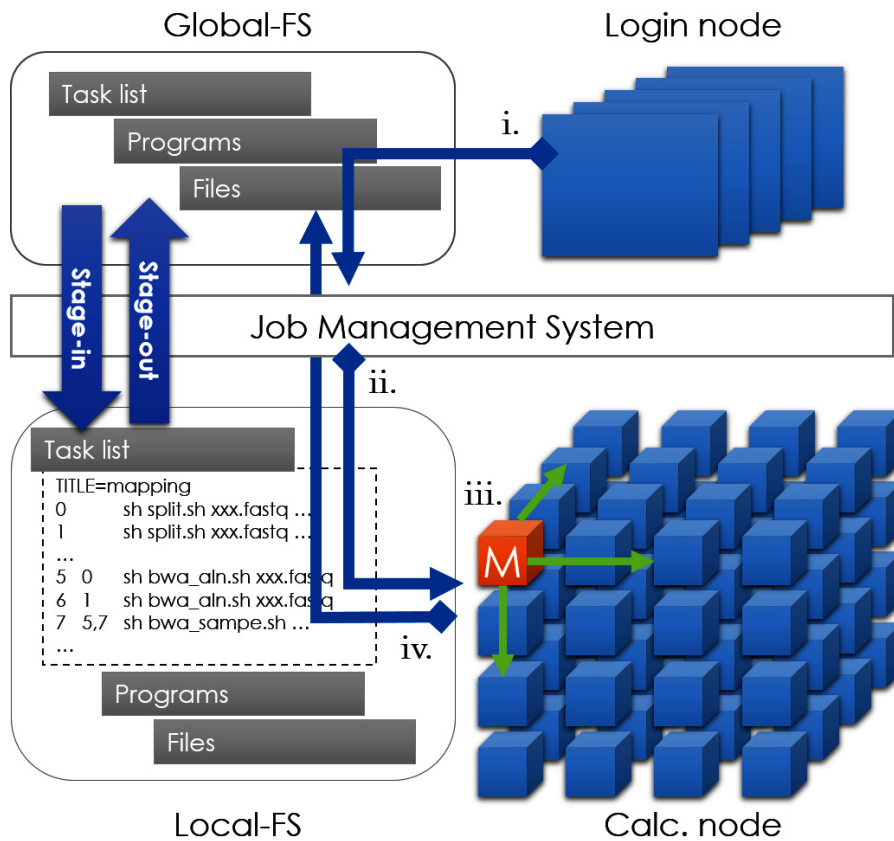 Global-FS
Login node
Task list
Programs
Files
i.
Stage-in
Stage-out
Job Management System
ii.
Task list
TITLE=mapping
0 sh split.sh xxx.fastq ...
1 sh split.sh xxx.fastq ...
...
5 0 sh bwa_aln.sh xxx.fastq
6 1 sh bwa_aln.sh xxx.fastq
7 5,7 sh bwa_sampe.sh ...
...
iii.
M
iv.
Programs
Files
Local-FS
Calc. node